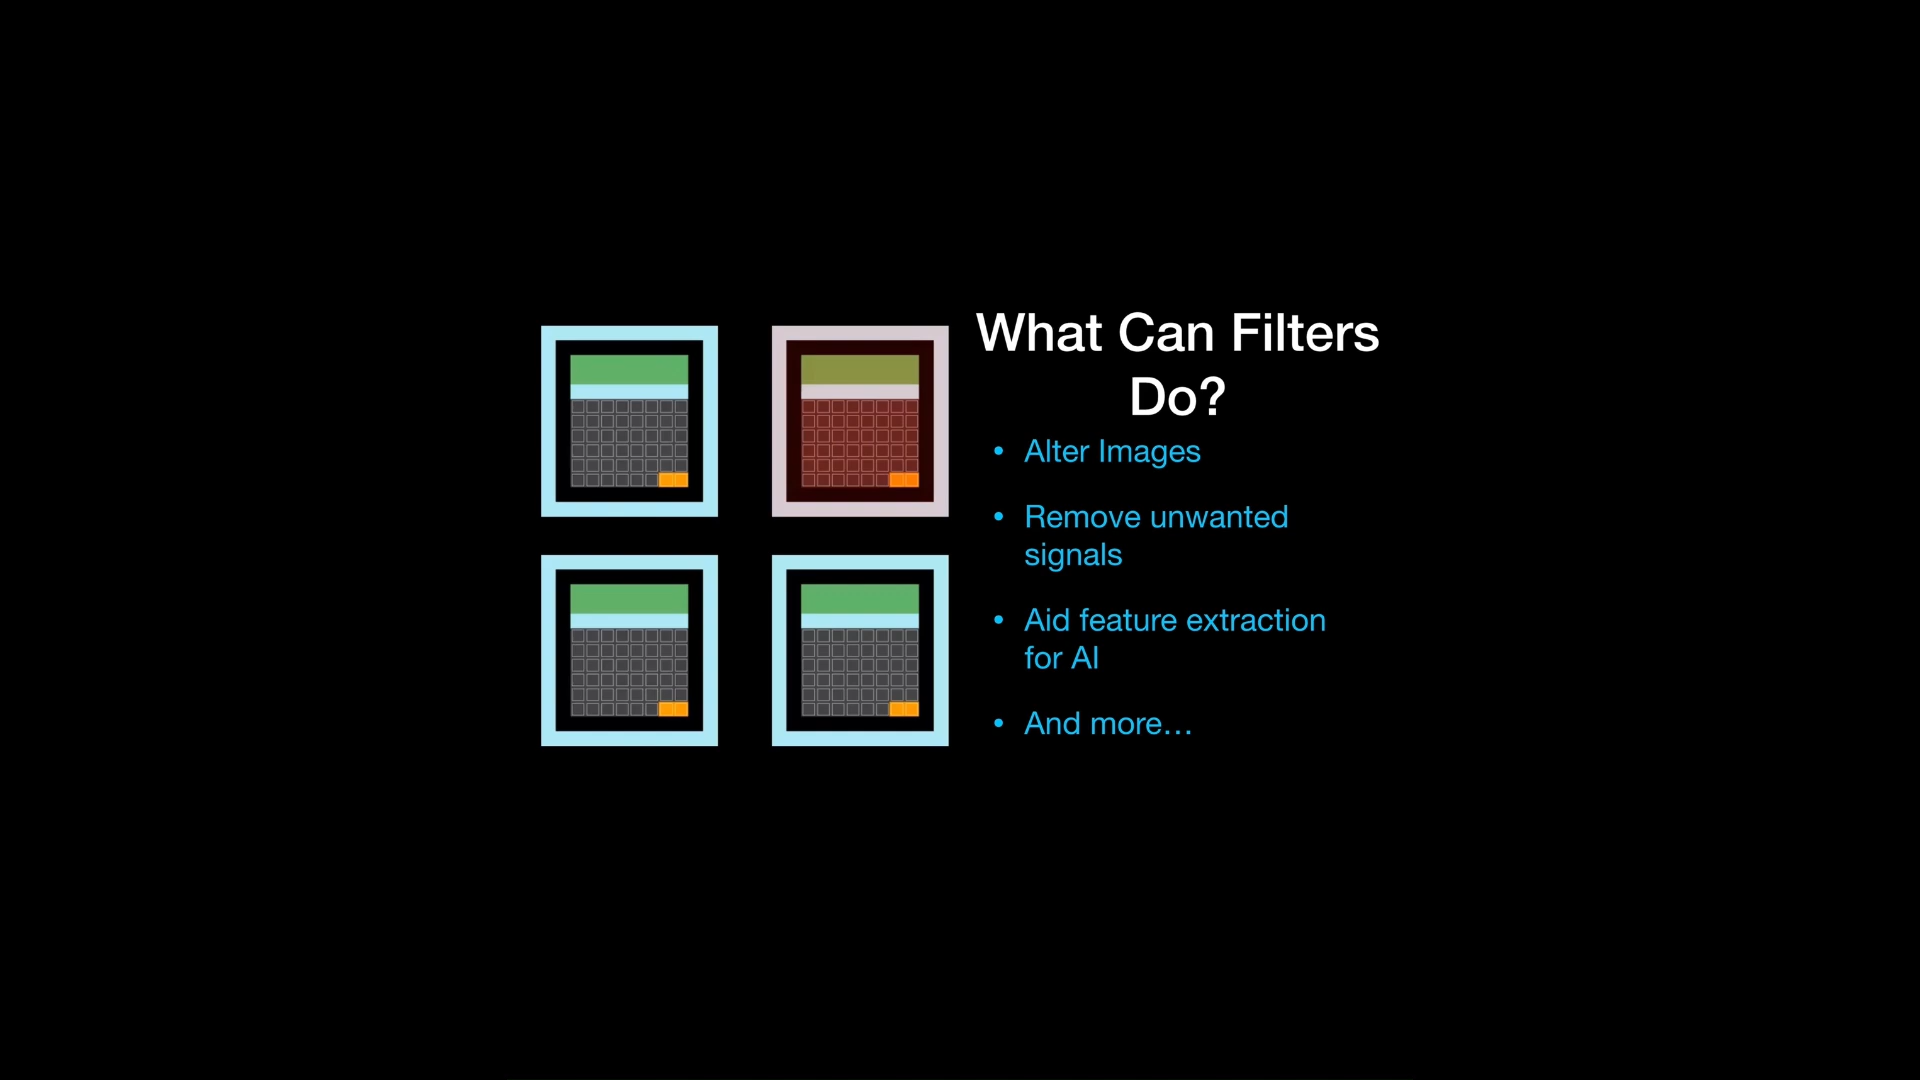 What Can Filters
Do?
• Alter Images
• Remove unwanted
signals
• Aid feature extraction
for AI
• And more…